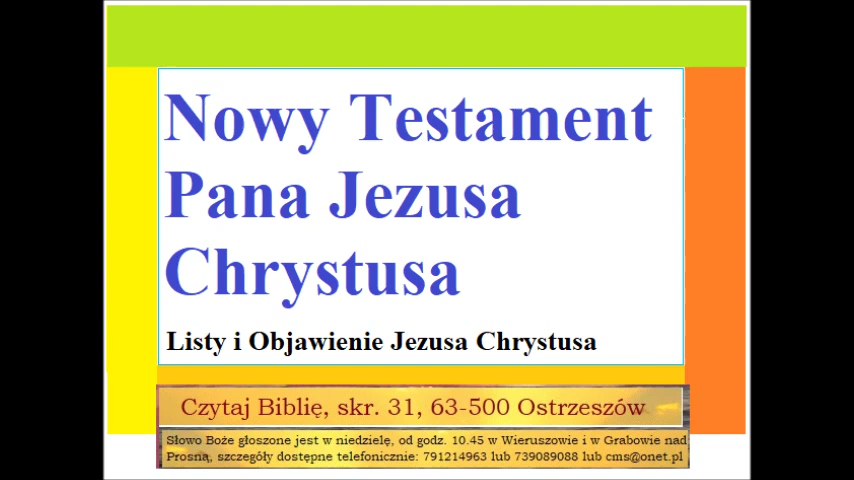 Nowy Testament
Pana Jezusa
Chrystusa
Listy i Objawienie Jezusa Chrystusa
Czytaj Biblię, skr. 31, 63-500 Ostrzeszów
Słowo Boże głoszone jest w niedzielę, od godz. 10.45 w Wieruszowie i w Grabowie nad
Prosną, szczegóły dostępne telefonicznie: 791214963 lub 739089088 lub cms@onet.pl